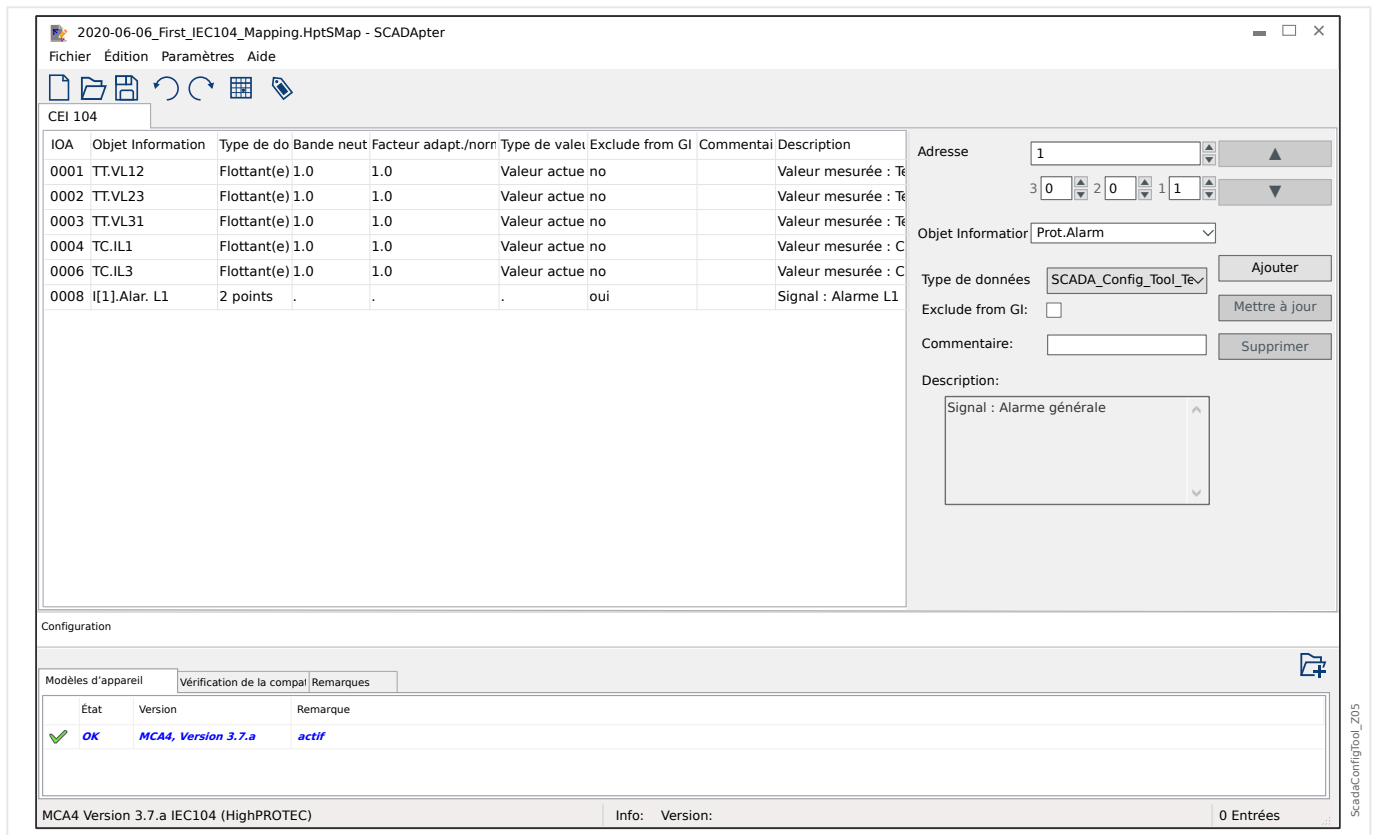 2020-06-06_First_IEC104_Mapping.HptSMap - SCADApter
Fichier Édition Paramètres Aide
CEI 104
IOA Objet Information Type de do Bande neut Facteur adapt./norn Type de valeu Exclude from GI Commentai Description
0001 TT.VL12 Flottant(e) 1.0 1.0 Valeur actue no Valeur mesurée : Te
0002 TT.VL23 Flottant(e) 1.0 1.0 Valeur actue no Valeur mesurée : Te
0003 TT.VL31 Flottant(e) 1.0 1.0 Valeur actue no Valeur mesurée : Te
0004 TC.IL1 Flottant(e) 1.0 1.0 Valeur actue no Valeur mesurée : C
0006 TC.IL3 Flottant(e) 1.0 1.0 Valeur actue no Valeur mesurée : C
0008 I[1].Alar. L1 2 points . . . oui Signal : Alarme L1
Adresse 1
3 0 2 0 1 1
Objet Information Prot.Alarm
Ajouter
Type de données SCADA_Config_Tool_Te
Exclude from GI:
Mettre à jour
Commentaire:
Supprimer
Description:
Signal : Alarme générale
Configuration
Modèles d’appareil Vérification de la compat Remarques
État Version Remarque
OK MCA4, Version 3.7.a actif
MCA4 Version 3.7.a IEC104 (HighPROTEC) Info: Version: 0 Entrées
ScadaConfigTool_Z05